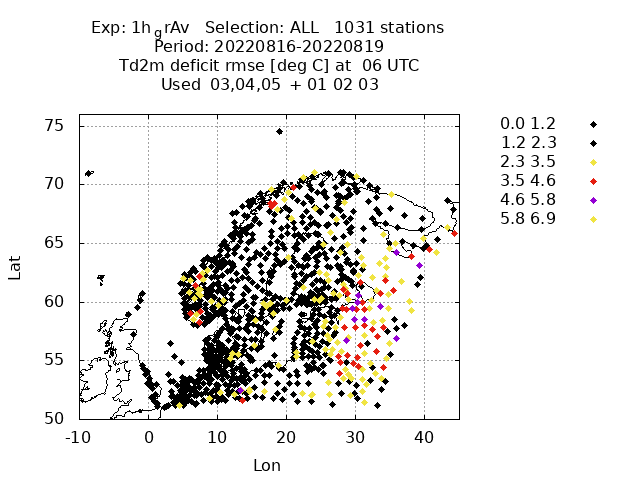 Exp: 1h_grAv Selection: ALL 1031 stations
Period: 20220816-20220819
Td2m deficit rmse [deg C] at 06 UTC
Used 03,04,05 + 01 02 03
75
70
65
60
55
50
Lat
-10 0 10 20 30 40
Lon
0.0 1.2
1.2 2.3
2.3 3.5
3.5 4.6
4.6 5.8
5.8 6.9